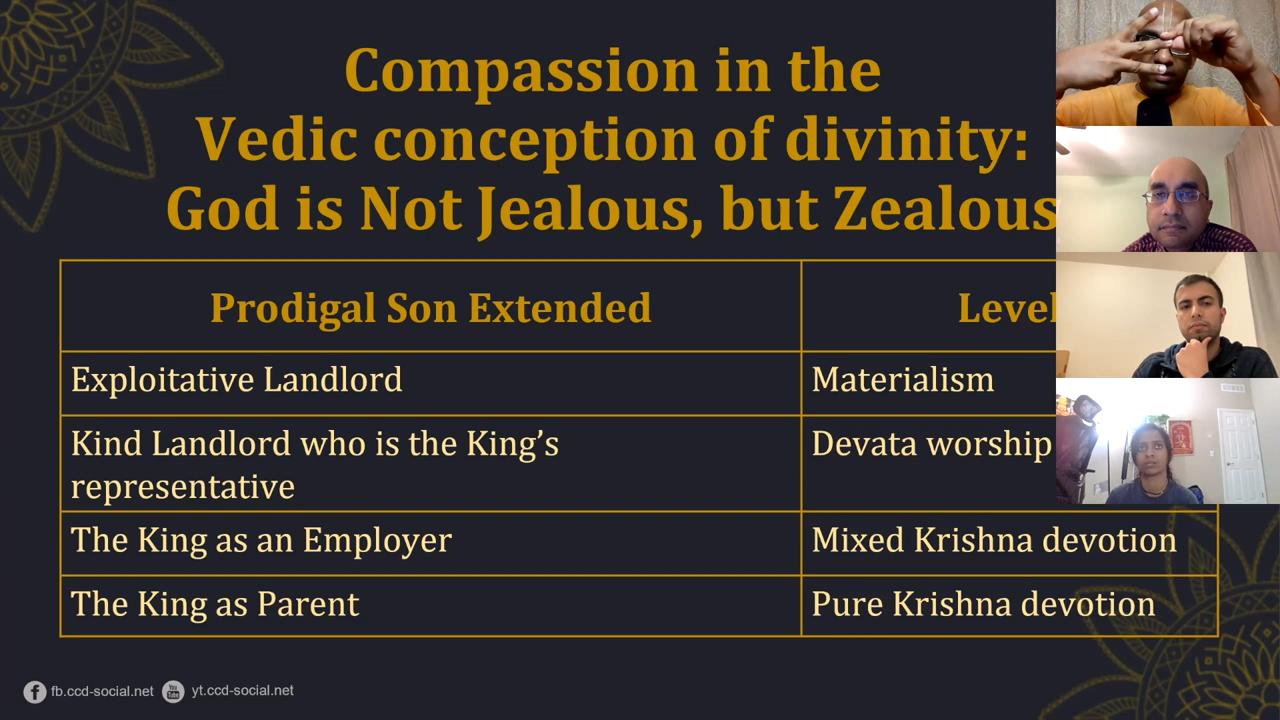 Compassion in the
Vedic conception of divinity:
God is Not Jealous, but Zealous
Prodigal Son Extended
Level
Exploitative Landlord
Materialism
Kind Landlord who is the King’s
representative
Devata worship
The King as an Employer
Mixed Krishna devotion
The King as Parent
Pure Krishna devotion
fb.ccd-social.net
yt.ccd-social.net